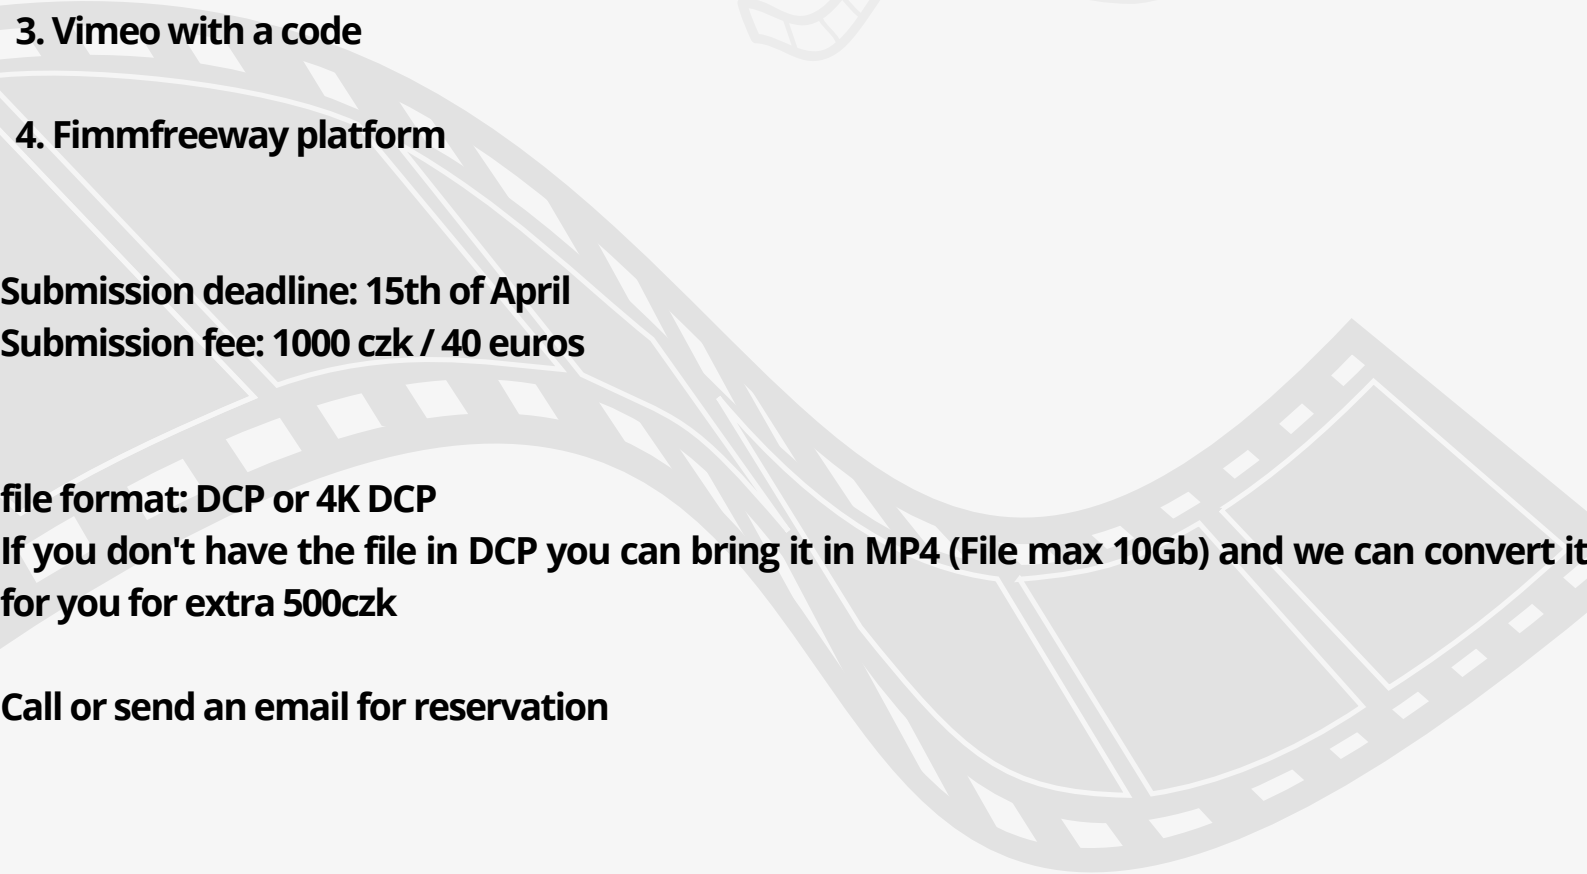 3. Vimeo with a code
4. Fimmfreeway platform
Submission deadline: 15th of April
Submission fee: 1000 czk / 40 euros
file format: DCP or 4K DCP
If you don't have the file in DCP you can bring it in MP4 (File max 10Gb) and we can convert it
for you for extra 500czk
Call or send an email for reservation